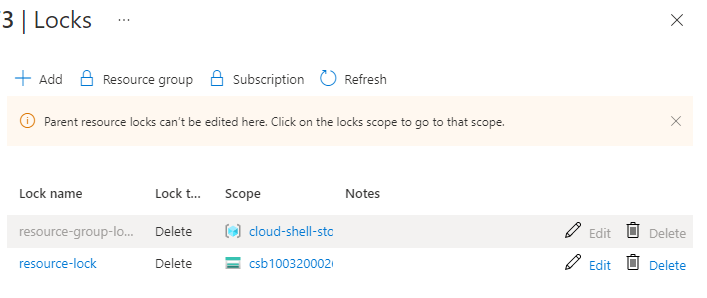 3 | Locks ...
Add Resource group Subscription Refresh
Parent resource locks can't be edited here. Click on the locks scope to go to that scope.
Lock name Lock t... Scope Notes
resource-group-lo... Delete cloud-shell-sto Edit Delete
resource-lock Delete csb1003200026 Edit Delete